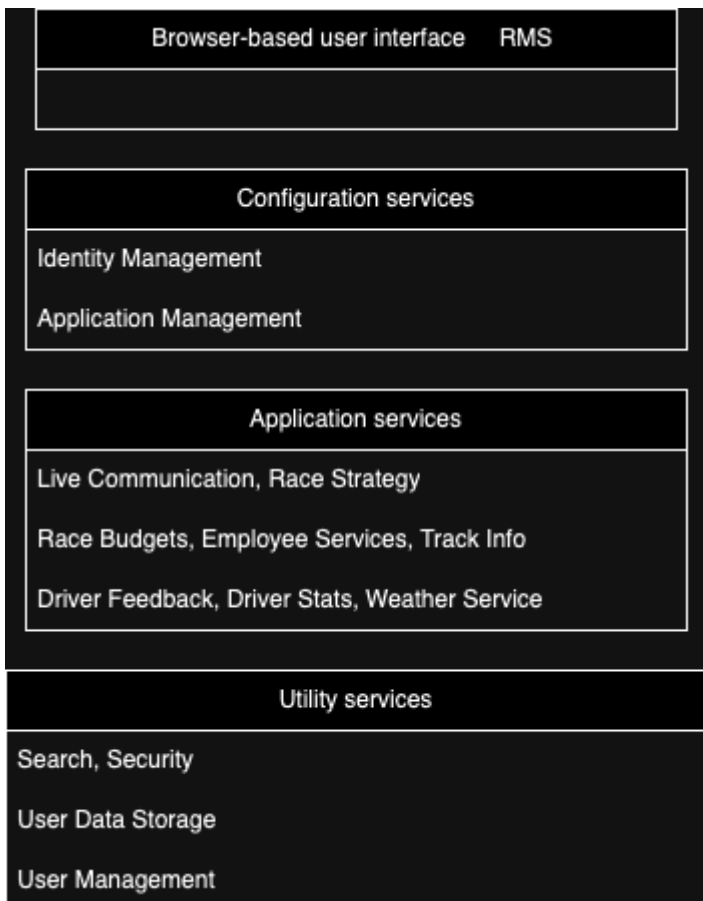 Browser-based user interface RMS
Configuration services
Identity Management
Application Management
Application services
Live Communication, Race Strategy
Race Budgets, Employee Services, Track Info
Driver Feedback, Driver Stats, Weather Service
Utility services
Search, Security
User Data Storage
User Management